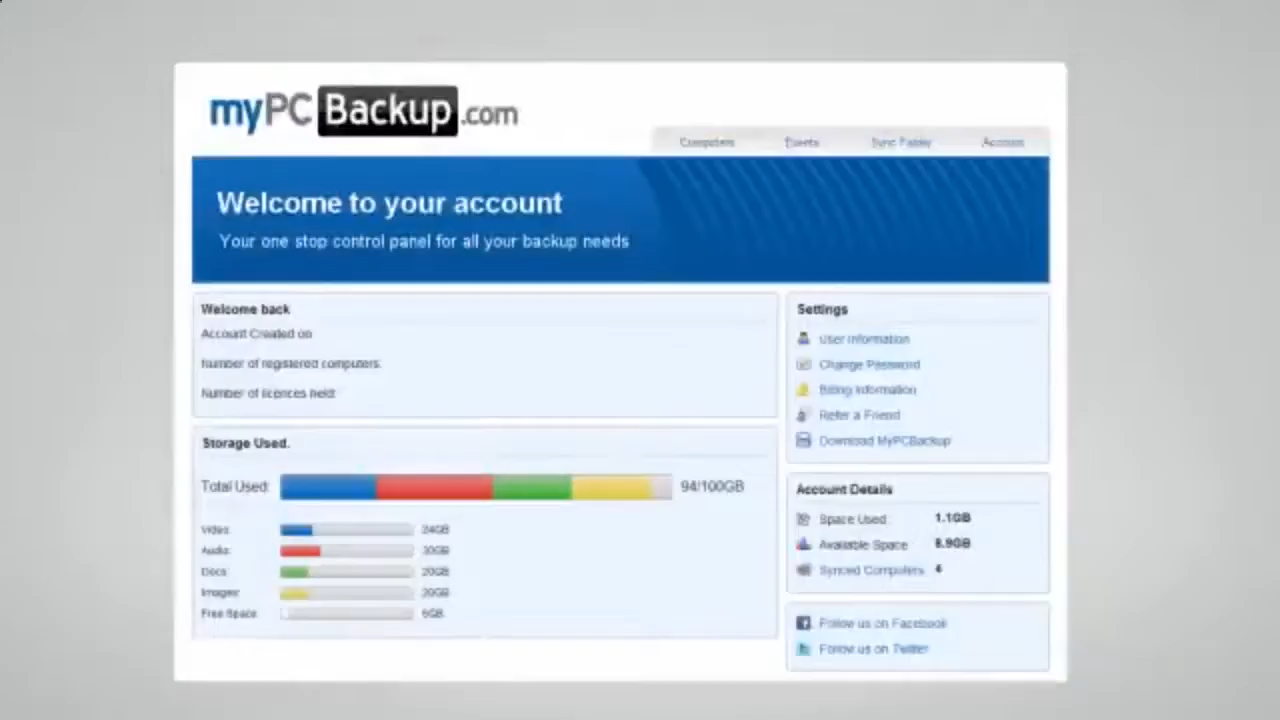 myPCBackup.com
Computers Events Sync Folder Account
Welcome to your account
Your one stop control panel for all your backup needs
Welcome back
Account Created on
Number of registered computers:
Number of licences held:
Storage Used.
Total Used: 94/100GB
Video: 24GB
Audio: 30GB
Docs: 20GB
Images: 20GB
Free Space 6GB
Settings
User Information
Change Password
Billing Information
Refer a Friend
Download MyPCBackup
Account Details
Space Used: 1.1GB
Available Space 8.9GB
Synced Computers 4
Follow us on Facebook
Follow us on Twitter